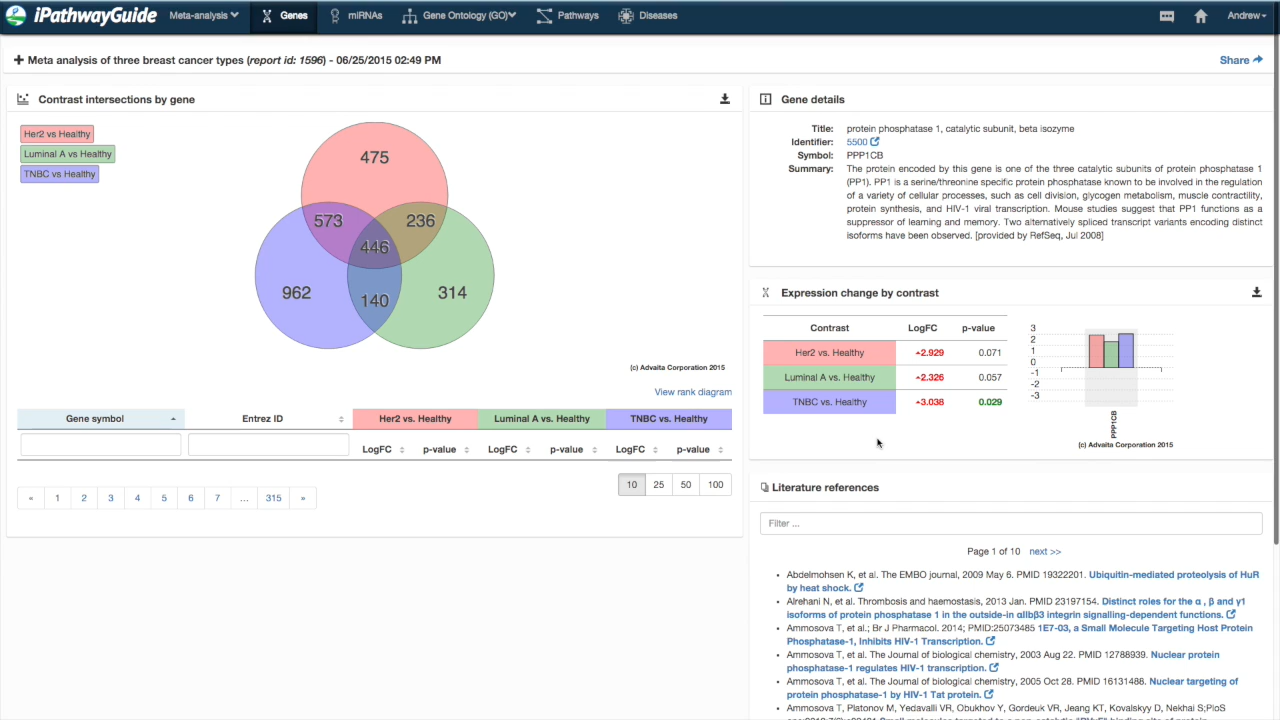 iPathwayGuide
Meta-analysis
Genes
miRNAs
Gene Ontology (GO)
Pathways
Diseases
Andrew
Meta analysis of three breast cancer types (report id: 1596) - 06/25/2015 02:49 PM
Share
Contrast intersections by gene
Her2 vs Healthy
Luminal A vs Healthy
TNBC vs Healthy
475
573
236
446
962
140
314
(c) Advaita Corporation 2015
View rank diagram
Gene symbol
Entrez ID
Her2 vs. Healthy
Luminal A vs. Healthy
TNBC vs. Healthy
LogFC p-value LogFC p-value LogFC p-value
10 25 50 100
« 1 2 3 4 5 6 7 ... 315 »
Gene details
Title: protein phosphatase 1, catalytic subunit, beta isozyme
Identifier: 5500
Symbol: PPP1CB
Summary: The protein encoded by this gene is one of the three catalytic subunits of protein phosphatase 1
(PP1). PP1 is a serine/threonine specific protein phosphatase known to be involved in the regulation
of a variety of cellular processes, such as cell division, glycogen metabolism, muscle contractility,
protein synthesis, and HIV-1 viral transcription. Mouse studies suggest that PP1 functions as a
suppressor of learning and memory. Two alternatively spliced transcript variants encoding distinct
isoforms have been observed. [provided by RefSeq, Jul 2008]
Expression change by contrast
Contrast LogFC p-value
Her2 vs. Healthy 2.929 0.071
Luminal A vs. Healthy 2.326 0.057
TNBC vs. Healthy 3.038 0.029
3
2
1
0
-1
-2
-3
PPP1CB
(c) Advaita Corporation 2015
Literature references
Filter ...
Page 1 of 10 next >>
• Abdelmohsen K, et al. The EMBO journal, 2009 May 6. PMID 19322201. Ubiquitin-mediated proteolysis of HuR
by heat shock.
• Alrehani N, et al. Thrombosis and haemostasis, 2013 Jan. PMID 23197154. Distinct roles for the α , β and γ1
isoforms of protein phosphatase 1 in the outside-in αIIbβ3 integrin signalling-dependent functions.
• Ammosova T, et al.; Br J Pharmacol. 2014; PMID:25073485 1E7-03, a Small Molecule Targeting Host Protein
Phosphatase-1, Inhibits HIV-1 Transcription.
• Ammosova T, et al. The Journal of biological chemistry, 2003 Aug 22. PMID 12788939. Nuclear protein
phosphatase-1 regulates HIV-1 transcription.
• Ammosova T, et al. The Journal of biological chemistry, 2005 Oct 28. PMID 16131488. Nuclear targeting of
protein phosphatase-1 by HIV-1 Tat protein.
• Ammosova T, Platonov M, Yedavalli VR, Obukhov Y, Gordeuk VR, Jeang KT, Kovalskyy D, Nekhai S;PloS